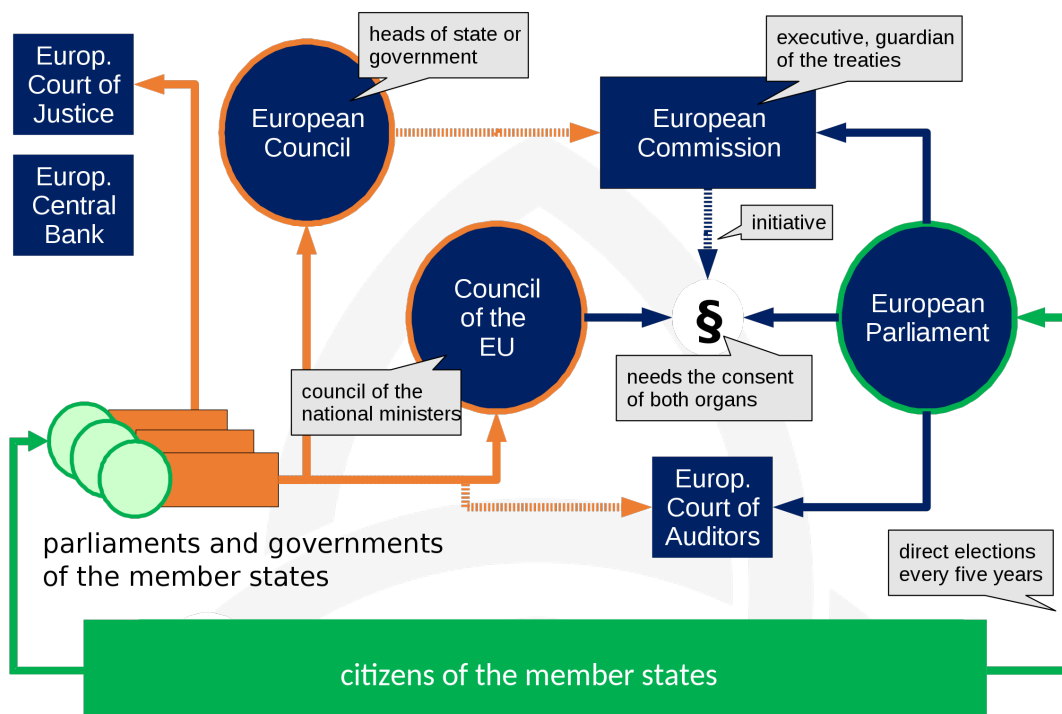 Europ.
Court of
Justice
heads of state or
government
executive, guardian
of the treaties
European
Council
European
Commission
Europ.
Central
Bank
initiative
Council
of the
EU
§
European
Parliament
council of the
national ministers
needs the consent
of both organs
Europ.
Court of
Auditors
parliaments and governments
of the member states
direct elections
every five years
citizens of the member states